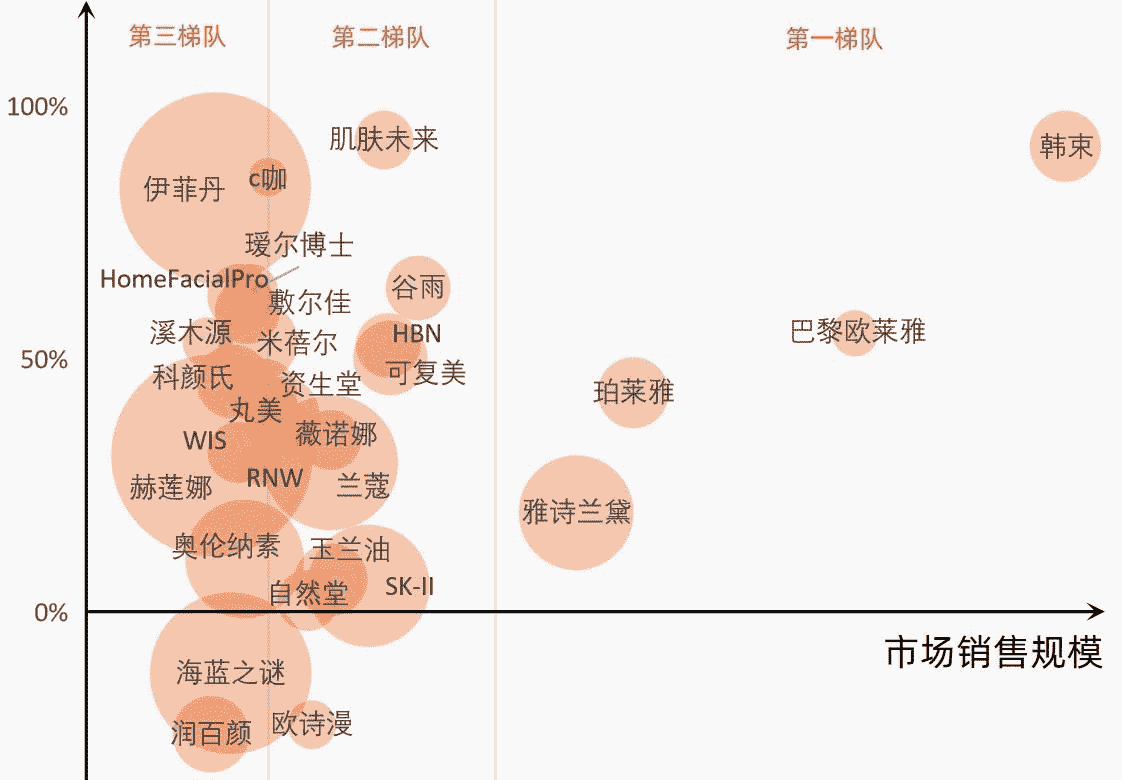 第三梯队
第二梯队
第一梯队
100%
肌肤未来
韩束
c咖
伊菲丹
瑷尔博士
HomeFacialPro
谷雨
敷尔佳
溪木源
米蓓尔
HBN
巴黎欧莱雅
50%
科颜氏
资生堂
可复美
珀莱雅
丸美
WIS
薇诺娜
赫莲娜
RNW
兰蔻
雅诗兰黛
奥伦纳素
玉兰油
自然堂
SK-II
0%
市场销售规模
海蓝之谜
润百颜
欧诗漫